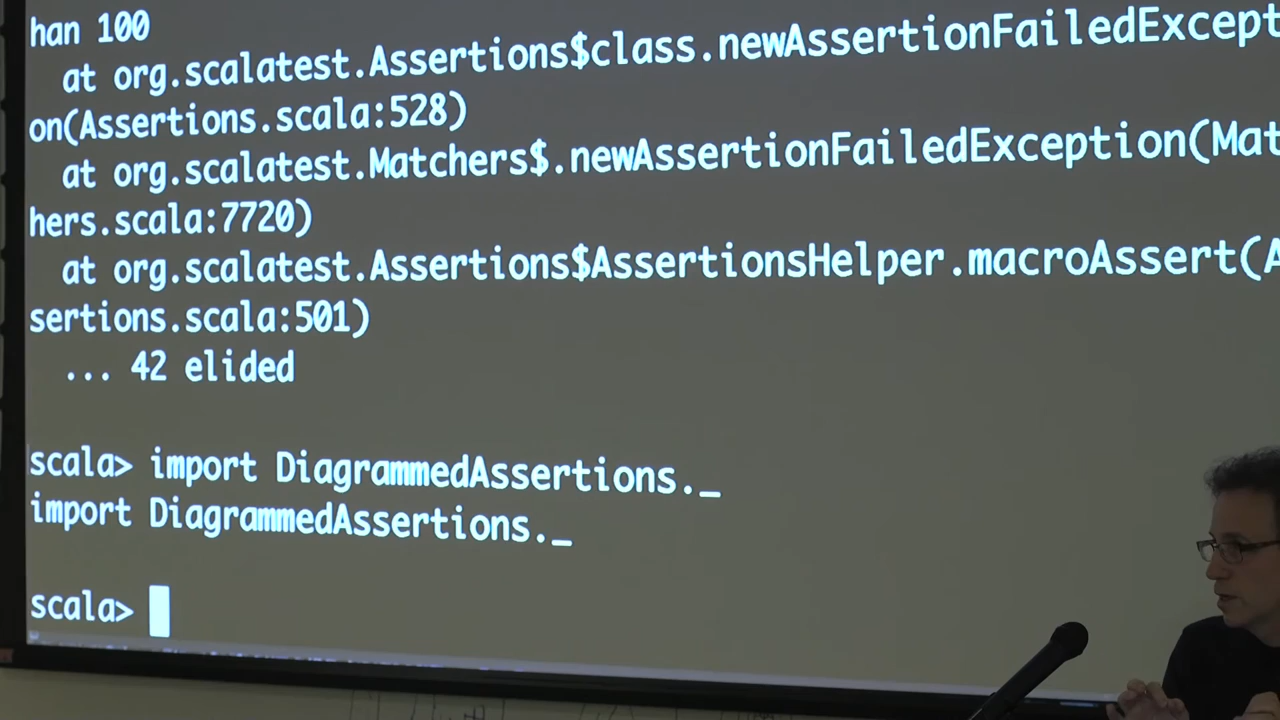 han 100
at org.scalatest.Assertions$class.newAssertionFailedExcept
on(Assertions.scala:528)
at org.scalatest.Matchers$.newAssertionFailedException(Mat
hers.scala:7720)
at org.scalatest.Assertions$AssertionsHelper.macroAssert(A
sertions.scala:501)
... 42 elided
scala> import DiagrammedAssertions._
import DiagrammedAssertions._
scala>